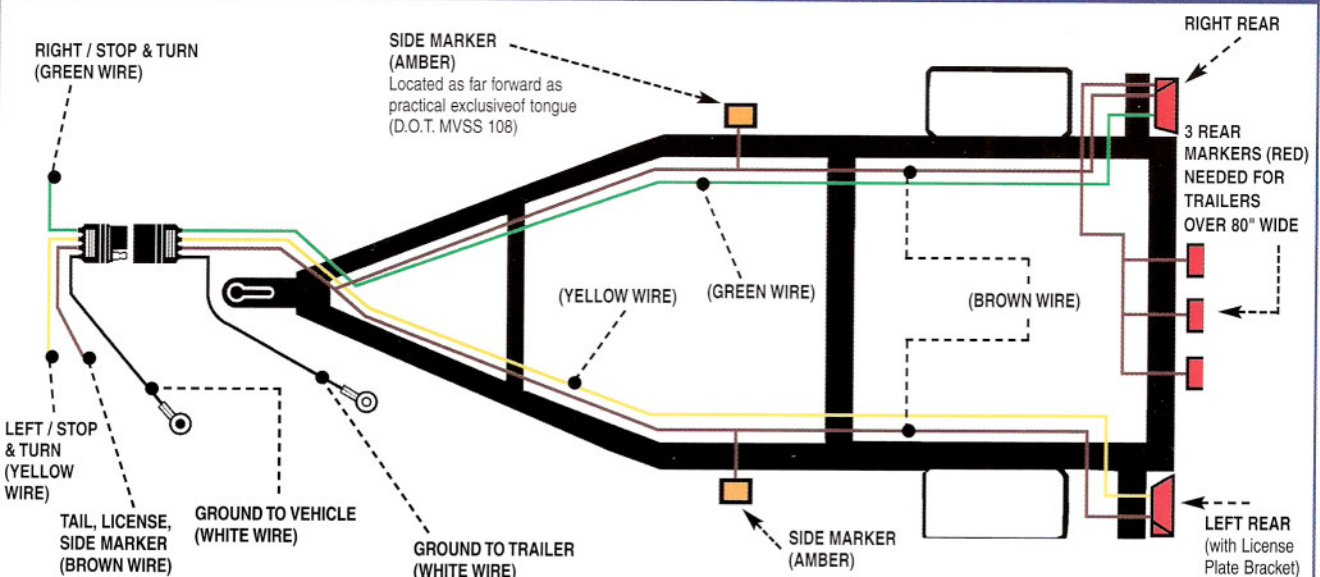 RIGHT / STOP & TURN
(GREEN WIRE)
SIDE MARKER
(AMBER)
Located as far forward as
practical exclusiveof tongue
(D.O.T. MVSS 108)
RIGHT REAR
3 REAR
MARKERS (RED)
NEEDED FOR
TRAILERS
OVER 80" WIDE
(YELLOW WIRE)
(GREEN WIRE)
(BROWN WIRE)
LEFT / STOP
& TURN
(YELLOW
WIRE)
TAIL, LICENSE,
SIDE MARKER
(BROWN WIRE)
GROUND TO VEHICLE
(WHITE WIRE)
GROUND TO TRAILER
(WHITE WIRE)
SIDE MARKER
(AMBER)
LEFT REAR
(with License
Plate Bracket)